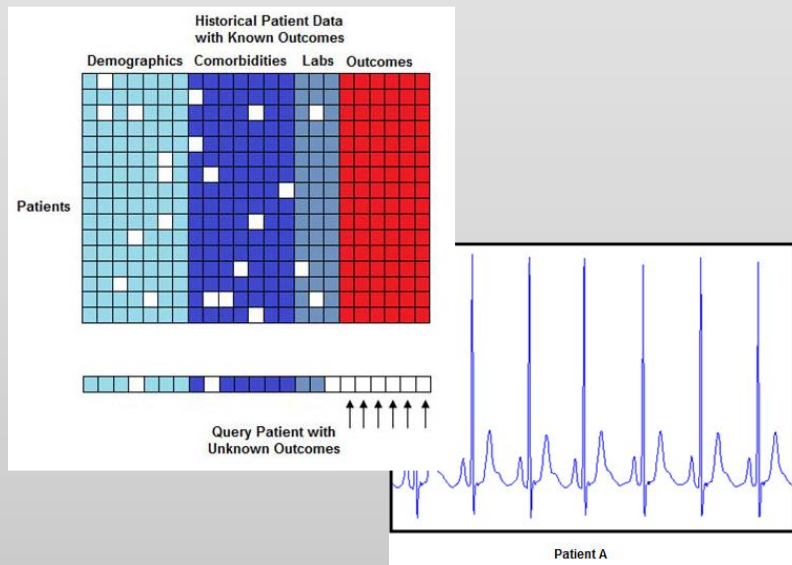 Historical Patient Data
with Known Outcomes
Demographics Comorbidities Labs Outcomes
Patients
Query Patient with
Unknown Outcomes
Patient A